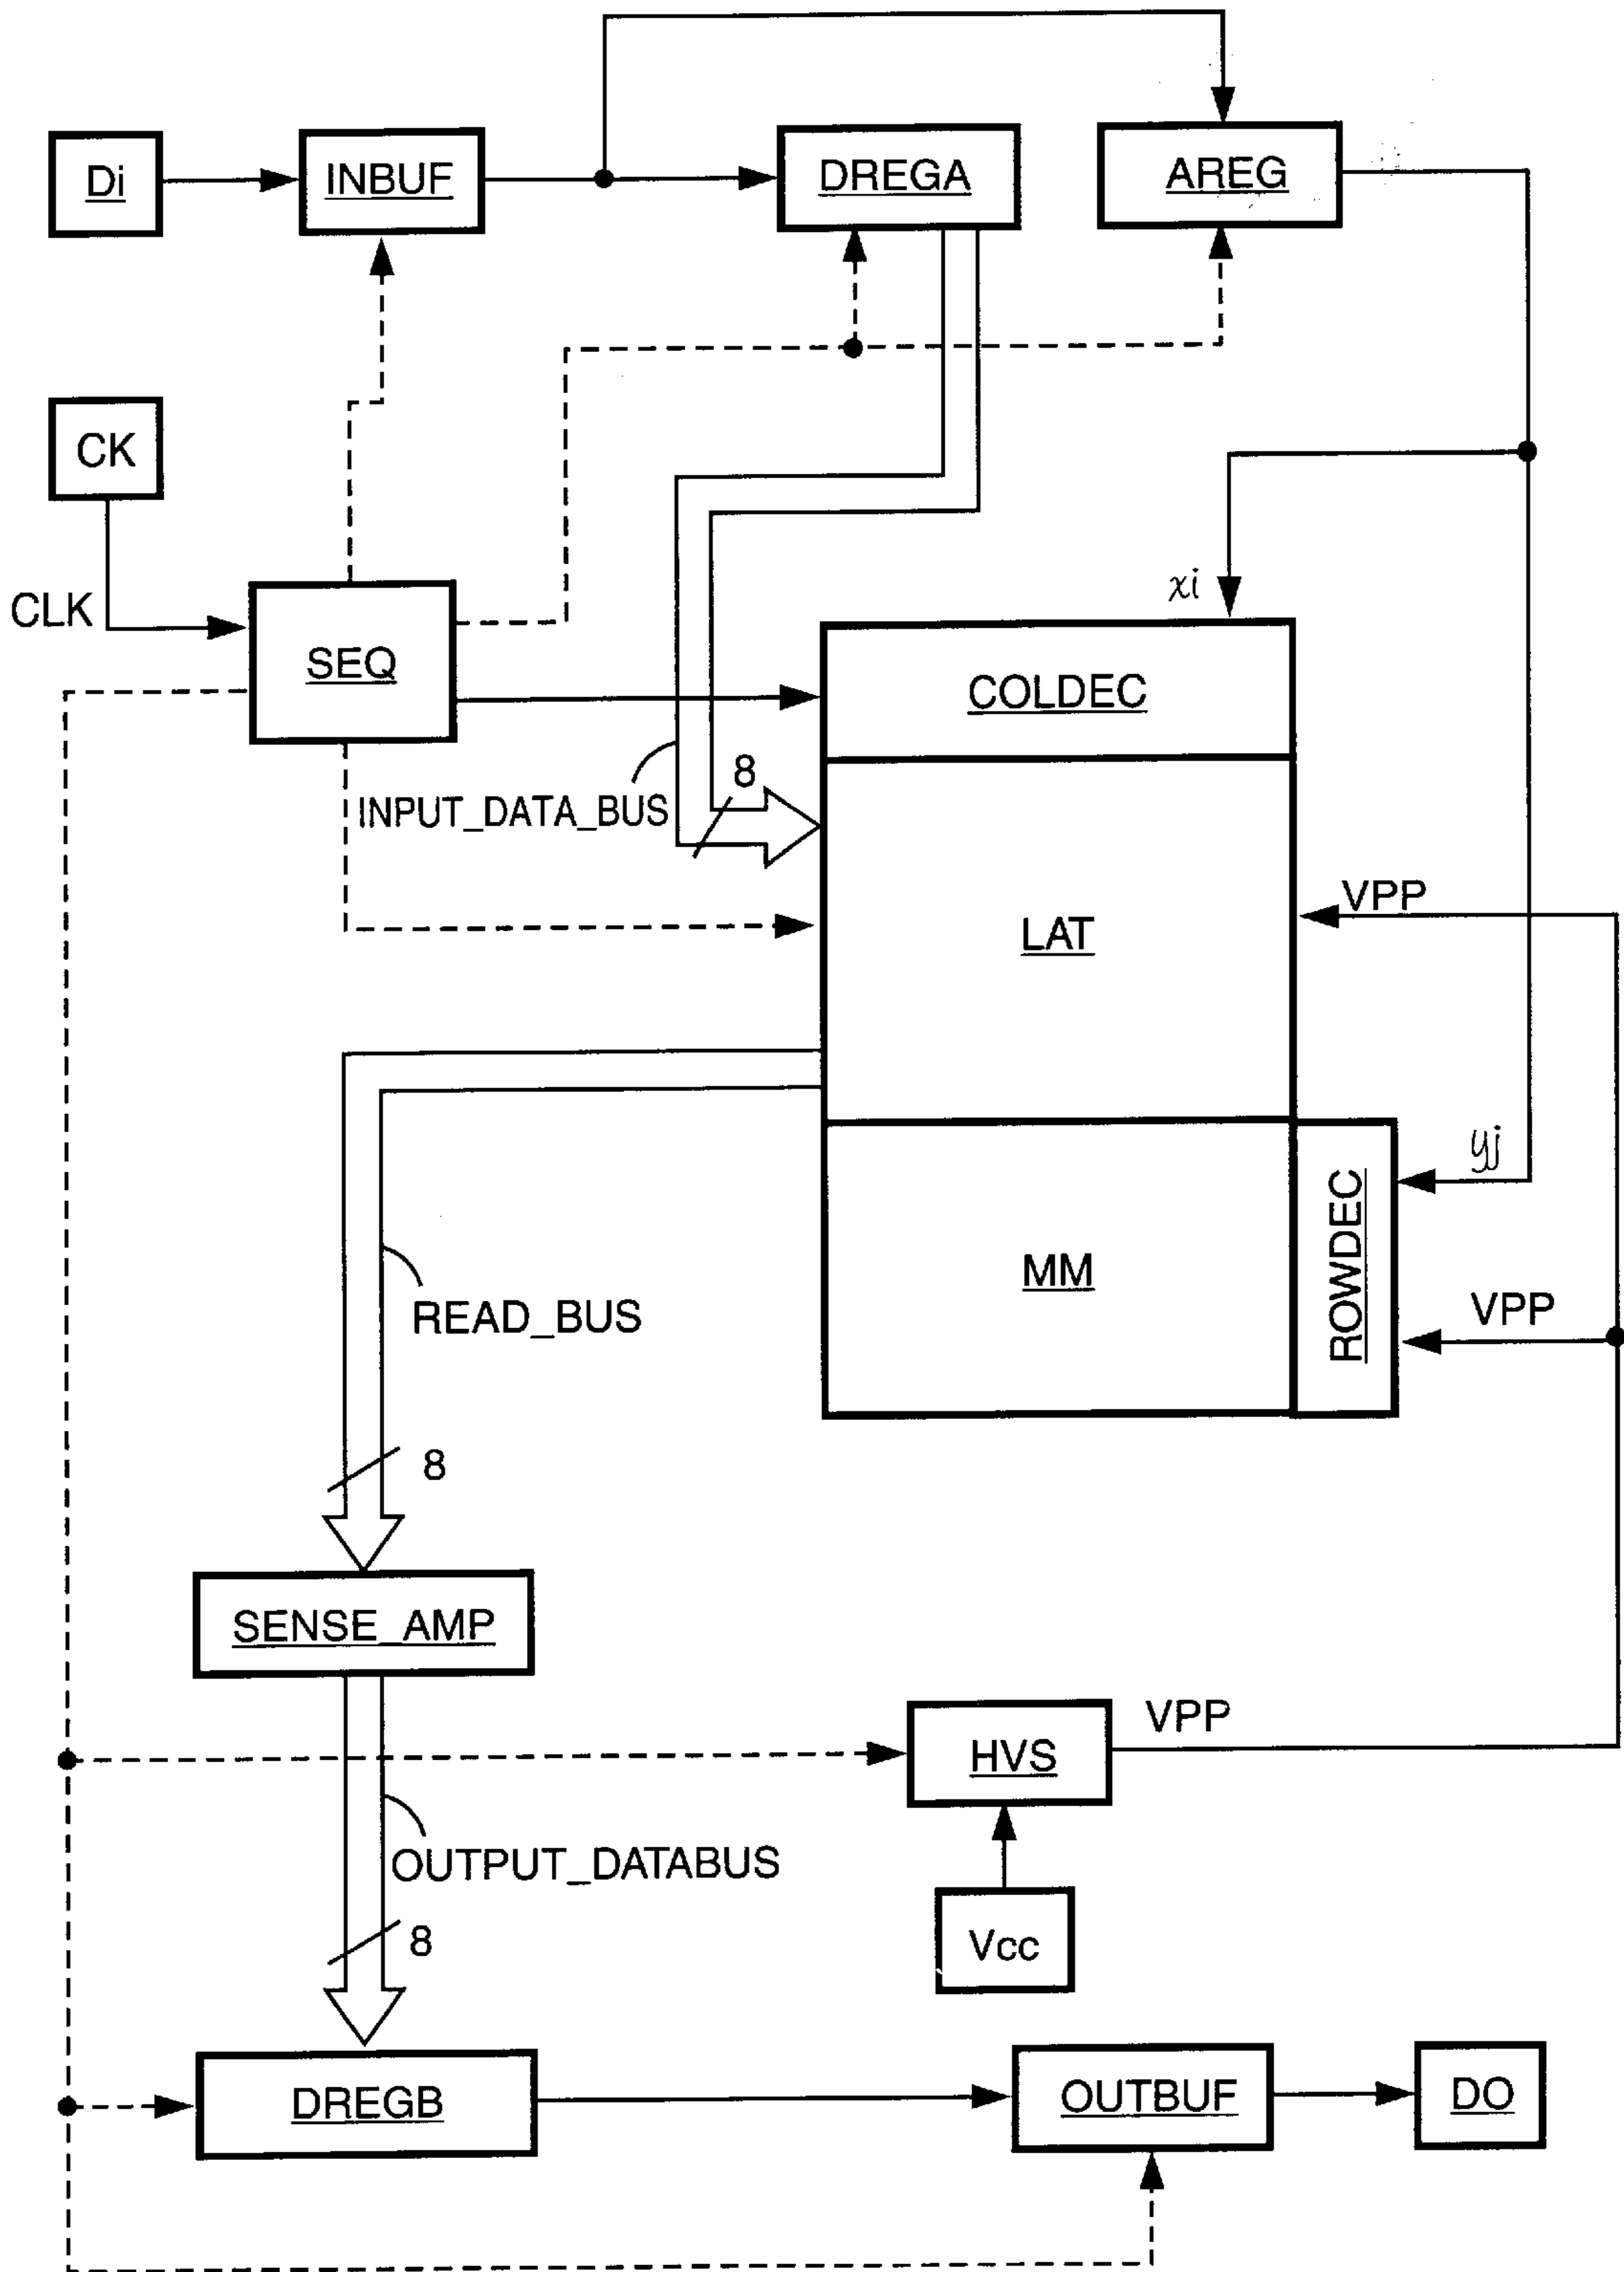 Di
INBUF
DREGA
AREG
CK
CLK
SEQ
xi
COLDEC
INPUT_DATA_BUS
8
LAT
VPP
yj
ROWDEC
MM
READ_BUS
VPP
8
SENSE_AMP
HVS
VPP
OUTPUT_DATABUS
8
Vcc
DREGB
OUTBUF
DO